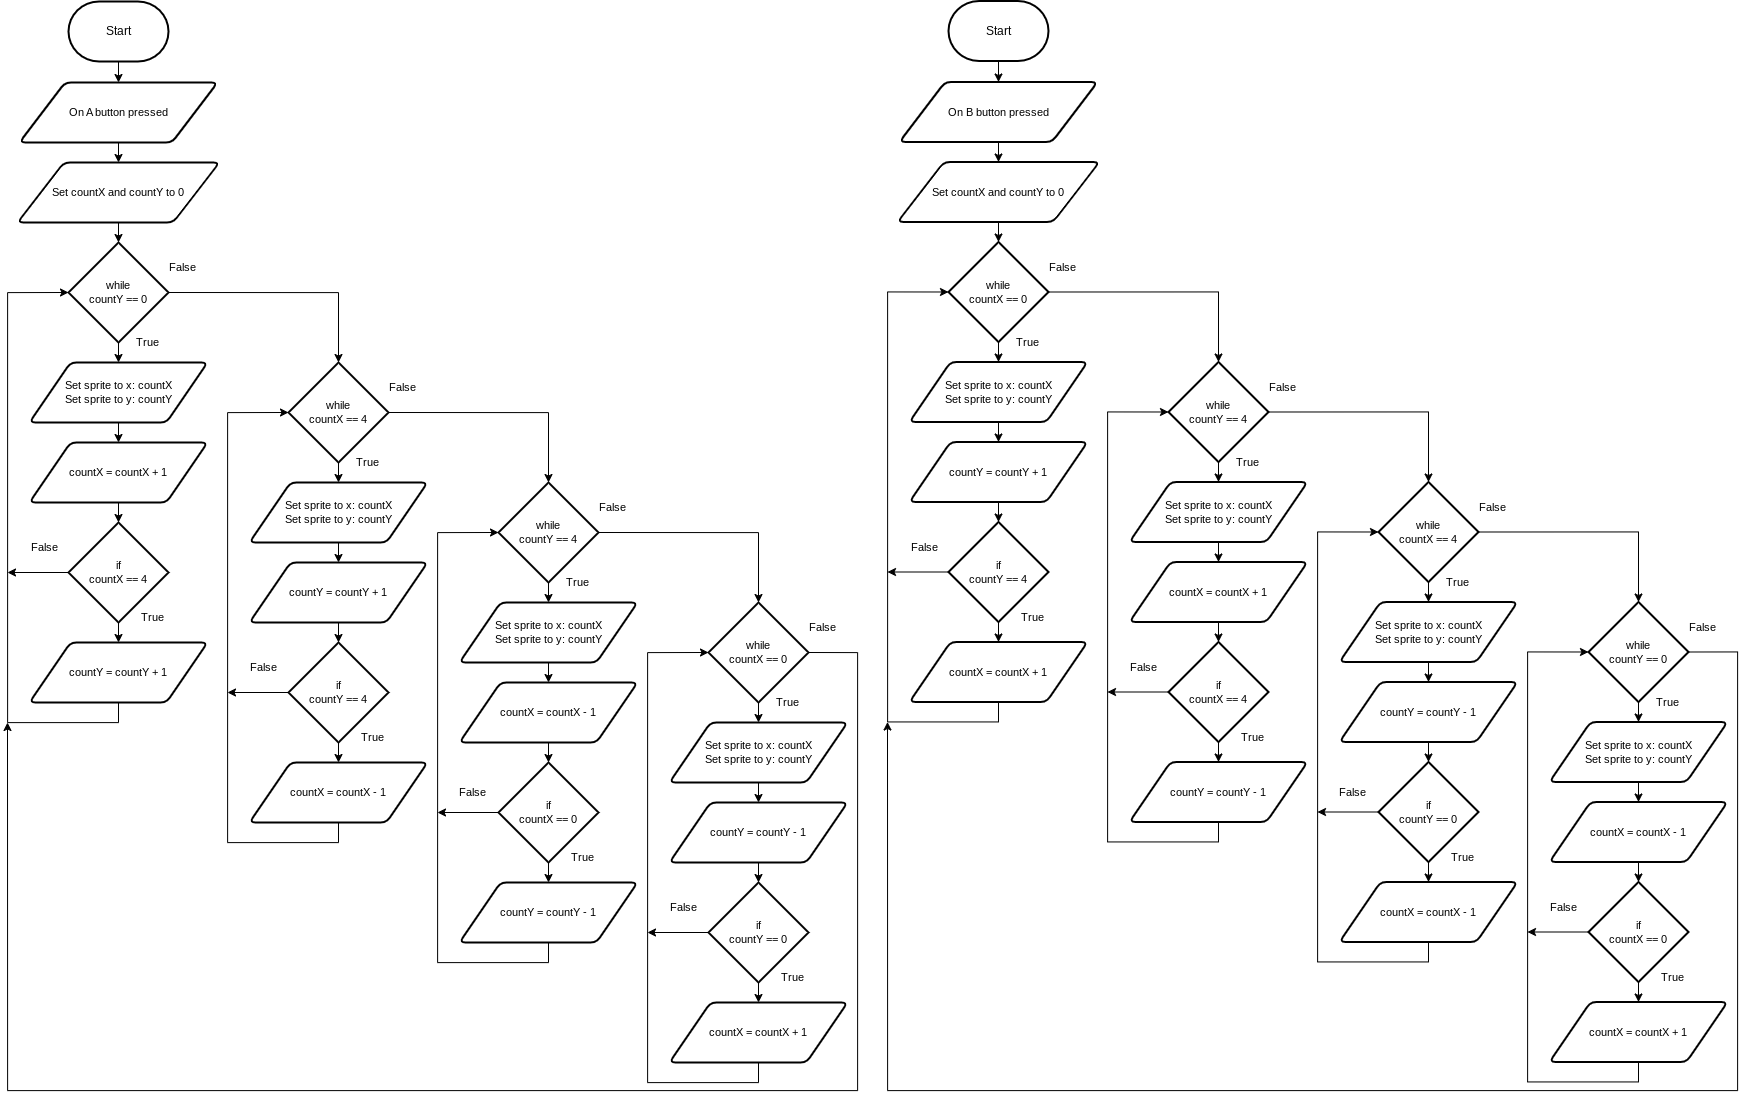 Start
On A button pressed
Set countX and countY to 0
while
countY == 0
False
True
Set sprite to x: countX
Set sprite to y: countY
countX = countX + 1
if
countX == 4
False
True
countY = countY + 1
while
countX == 4
False
True
Set sprite to x: countX
Set sprite to y: countY
countY = countY + 1
if
countY == 4
False
True
countX = countX - 1
while
countY == 4
False
True
Set sprite to x: countX
Set sprite to y: countY
countX = countX - 1
if
countX == 0
False
True
countY = countY - 1
while
countX == 0
False
True
Set sprite to x: countX
Set sprite to y: countY
countY = countY - 1
if
countY == 0
False
True
countX = countX + 1
Start
On B button pressed
Set countX and countY to 0
while
countX == 0
False
True
Set sprite to x: countX
Set sprite to y: countY
countY = countY + 1
if
countY == 4
False
True
countX = countX + 1
while
countY == 4
False
True
Set sprite to x: countX
Set sprite to y: countY
countX = countX + 1
if
countX == 4
False
True
countY = countY - 1
while
countX == 4
False
True
Set sprite to x: countX
Set sprite to y: countY
countY = countY - 1
if
countY == 0
False
True
countX = countX - 1
while
countY == 0
False
True
Set sprite to x: countX
Set sprite to y: countY
countX = countX - 1
if
countX == 0
False
True
countX = countX + 1